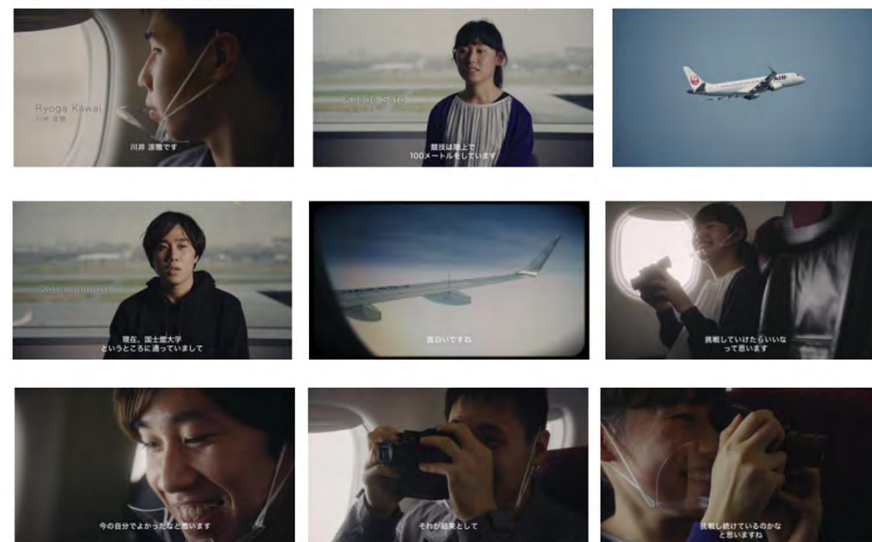 Ryoga Kawai
川井 涼雅
川井 涼雅です
Kaede Sato
競技は陸上で
100メートルをしています
現在、国士舘大学
というところに通っていまして
面白いですね
挑戦していけたらいいな
って思います
今の自分でよかったなと思います
それが結果として
挑戦し続けているのかな
と思いますね